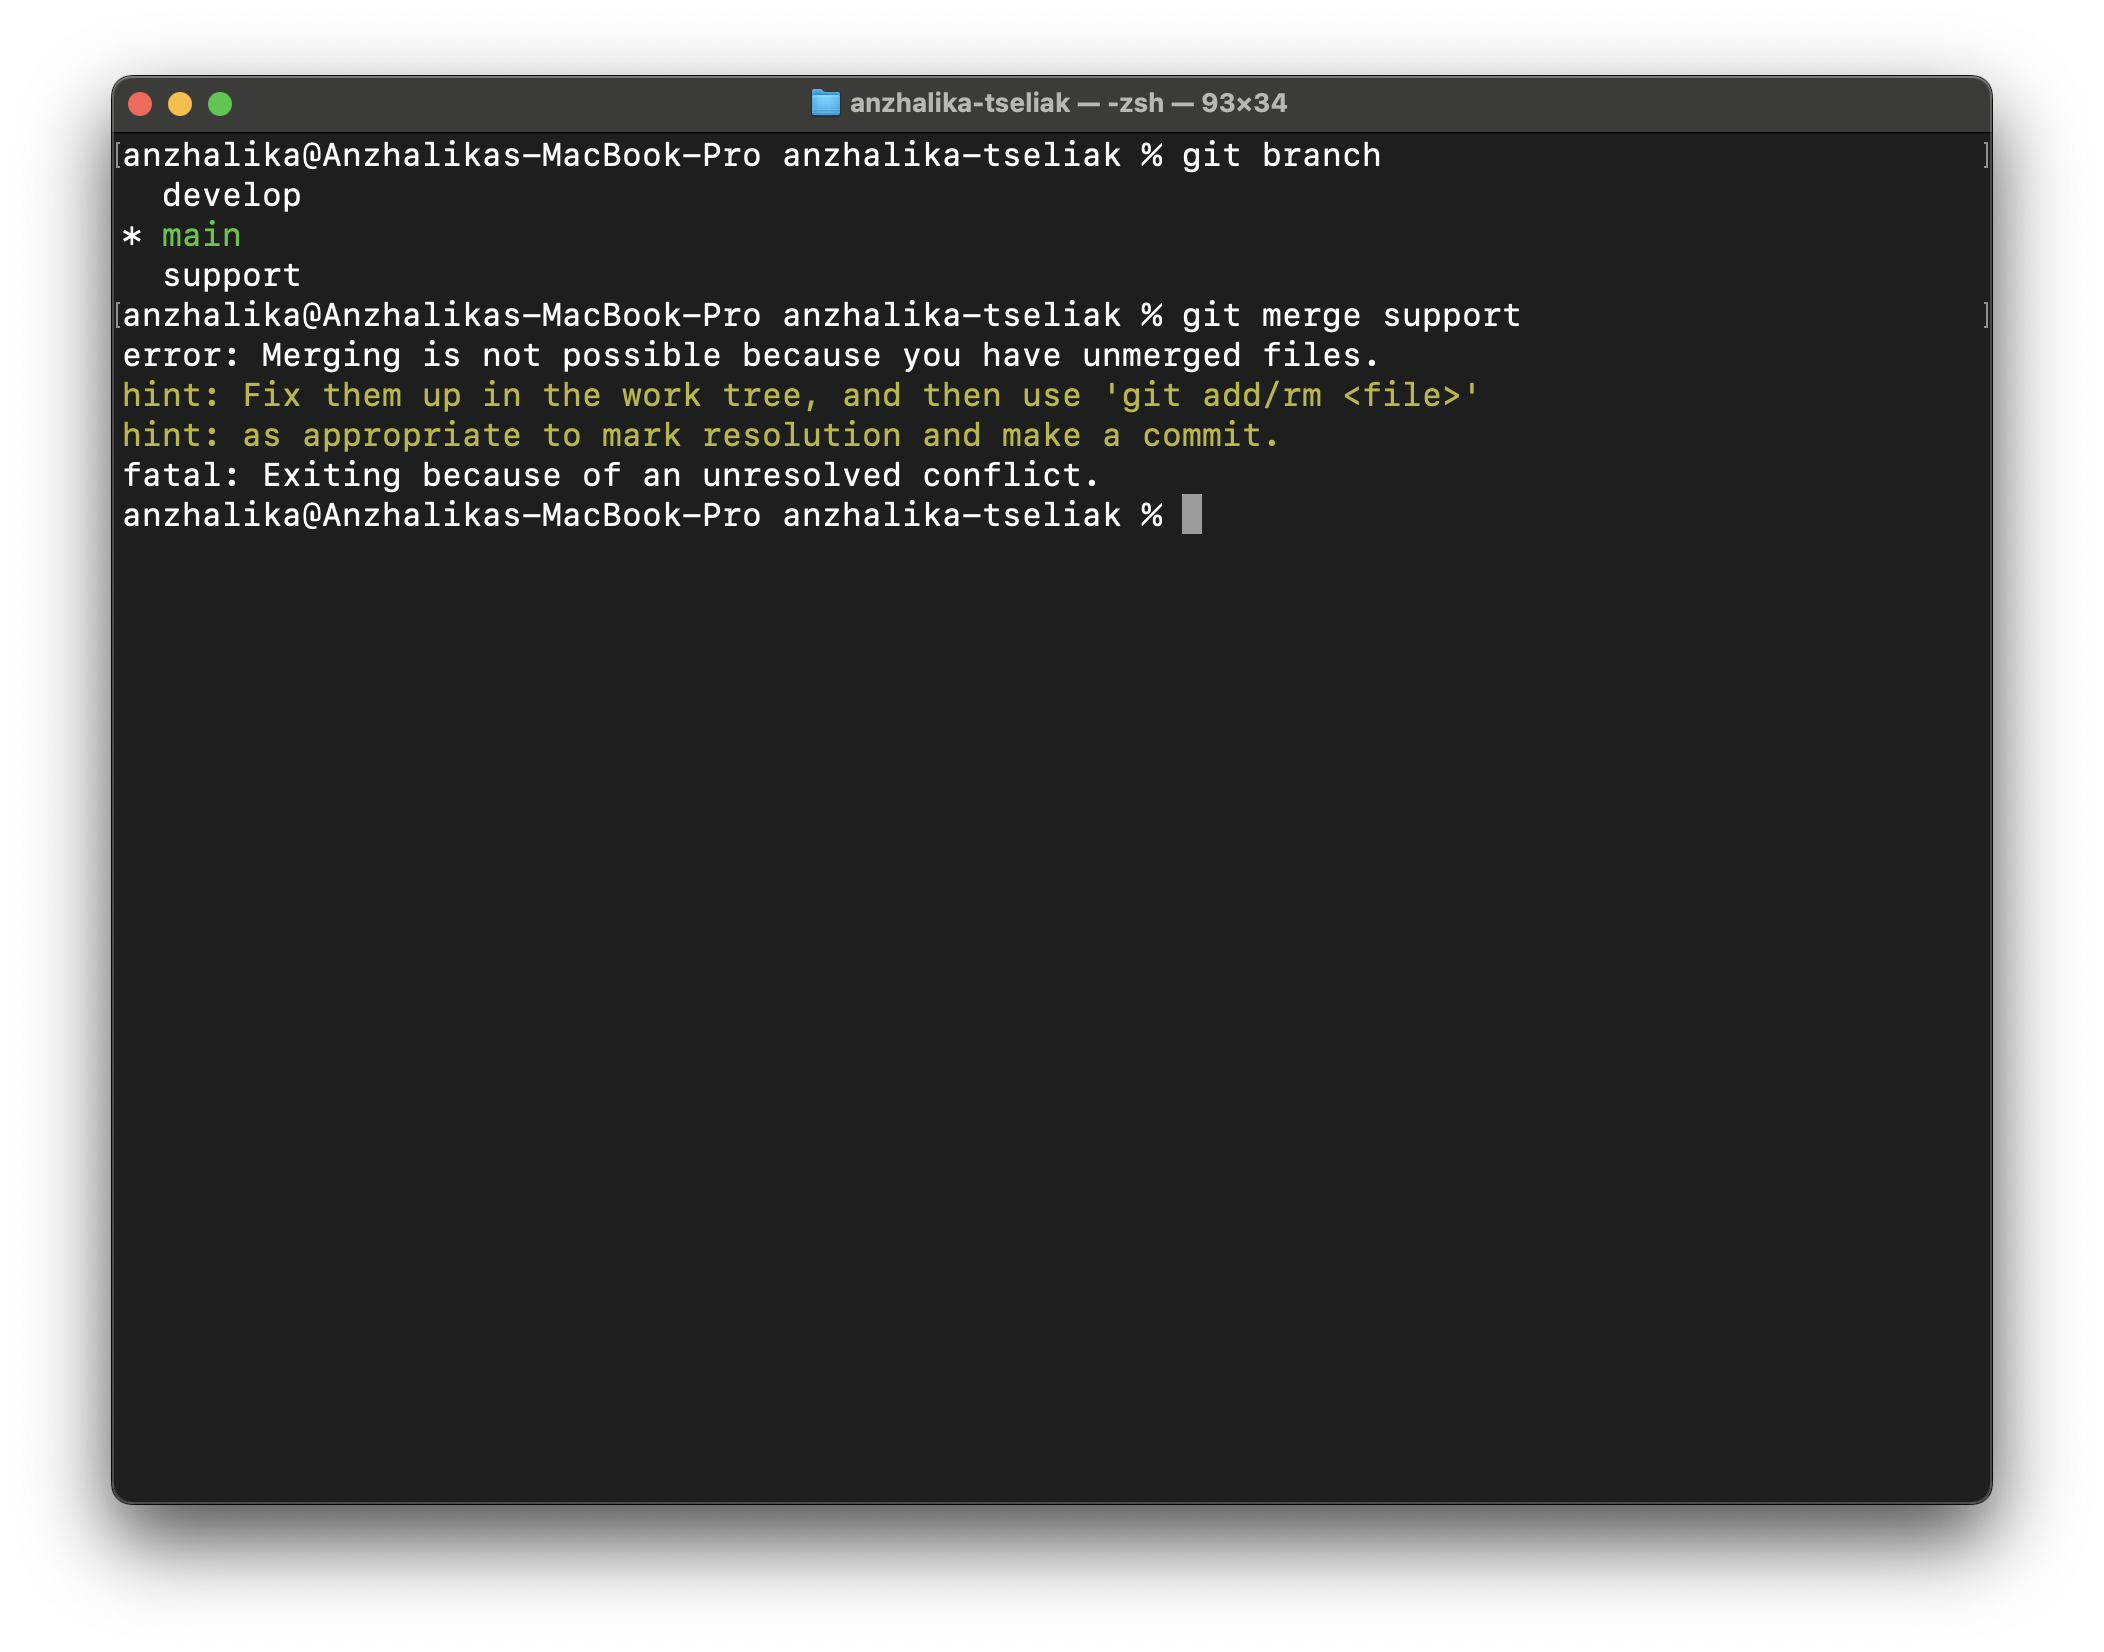 anzhalika-tseliak — -zsh — 93×34
[anzhalika@Anzhalikas-MacBook-Pro anzhalika-tseliak % git branch ]
  develop
* main
  support
[anzhalika@Anzhalikas-MacBook-Pro anzhalika-tseliak % git merge support ]
error: Merging is not possible because you have unmerged files.
hint: Fix them up in the work tree, and then use 'git add/rm <file>'
hint: as appropriate to mark resolution and make a commit.
fatal: Exiting because of an unresolved conflict.
anzhalika@Anzhalikas-MacBook-Pro anzhalika-tseliak %